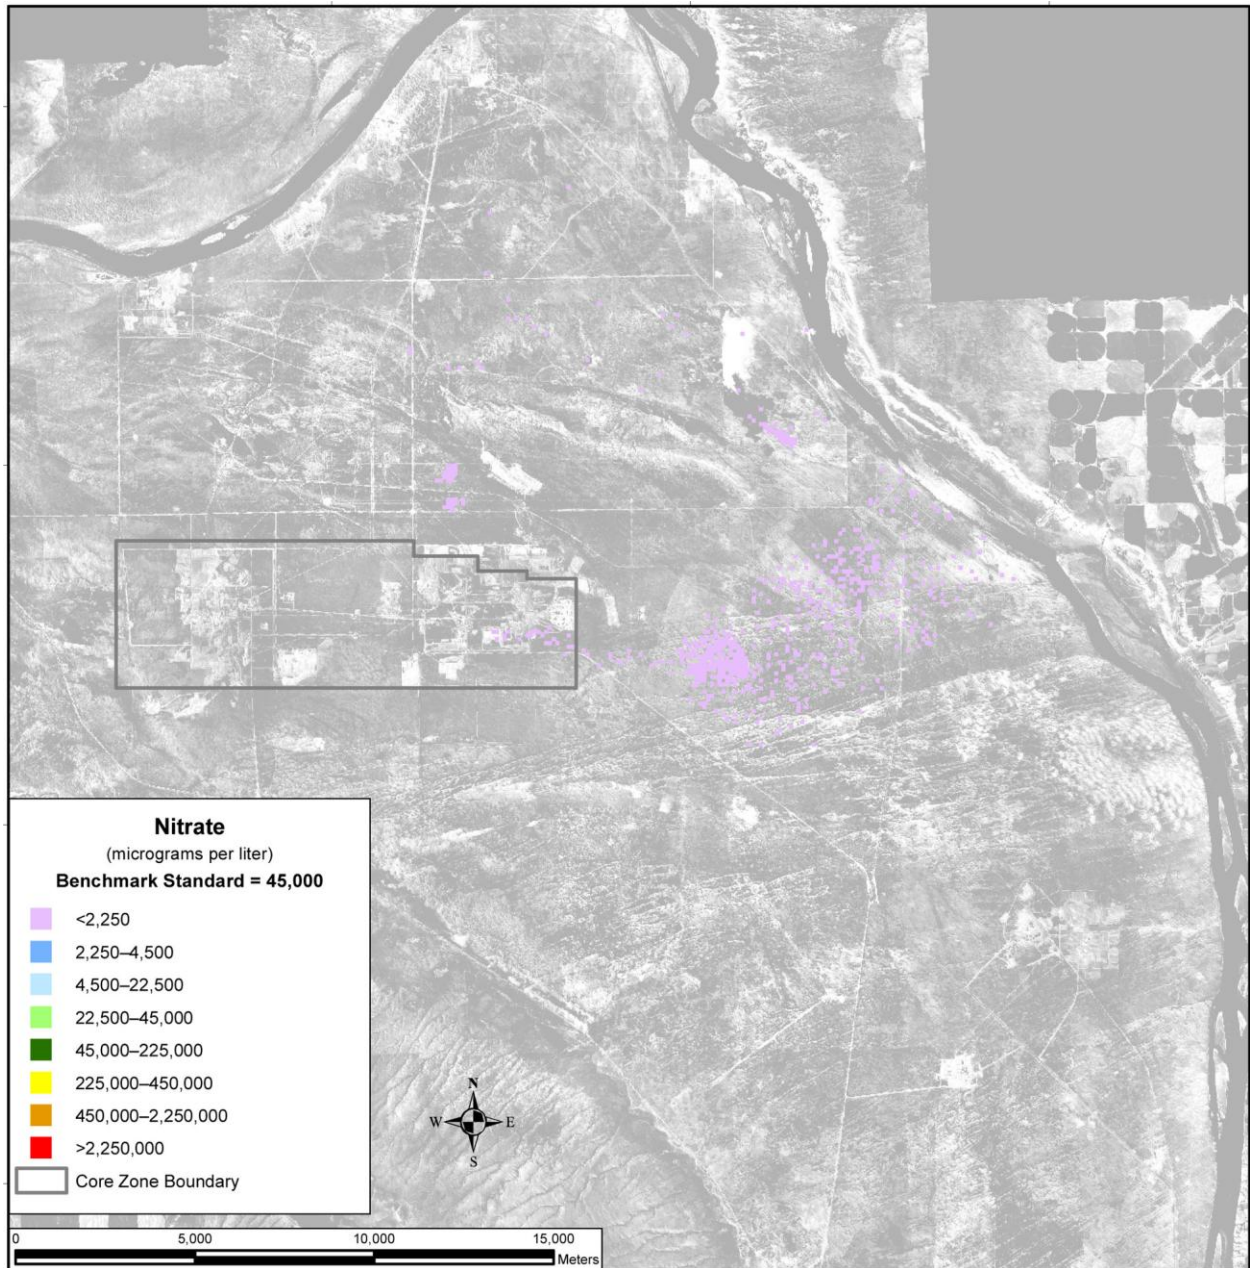 Nitrate
(micrograms per liter)
Benchmark Standard = 45,000
<2,250
2,250–4,500
4,500–22,500
22,500–45,000
45,000–225,000
225,000–450,000
450,000–2,250,000
>2,250,000
Core Zone Boundary
N
W E
S
0 5,000 10,000 15,000
Meters